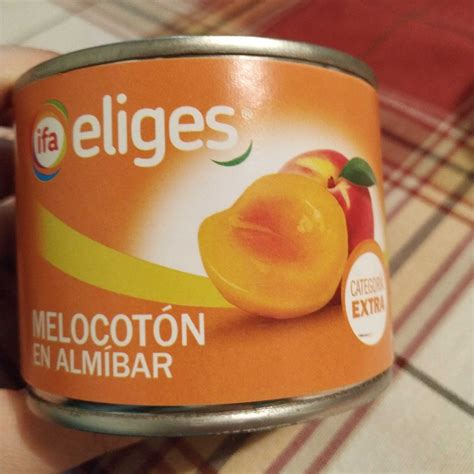 ifa eliges®
CATEGORÍA
EXTRA
MELOCOTÓN
EN ALMÍBAR